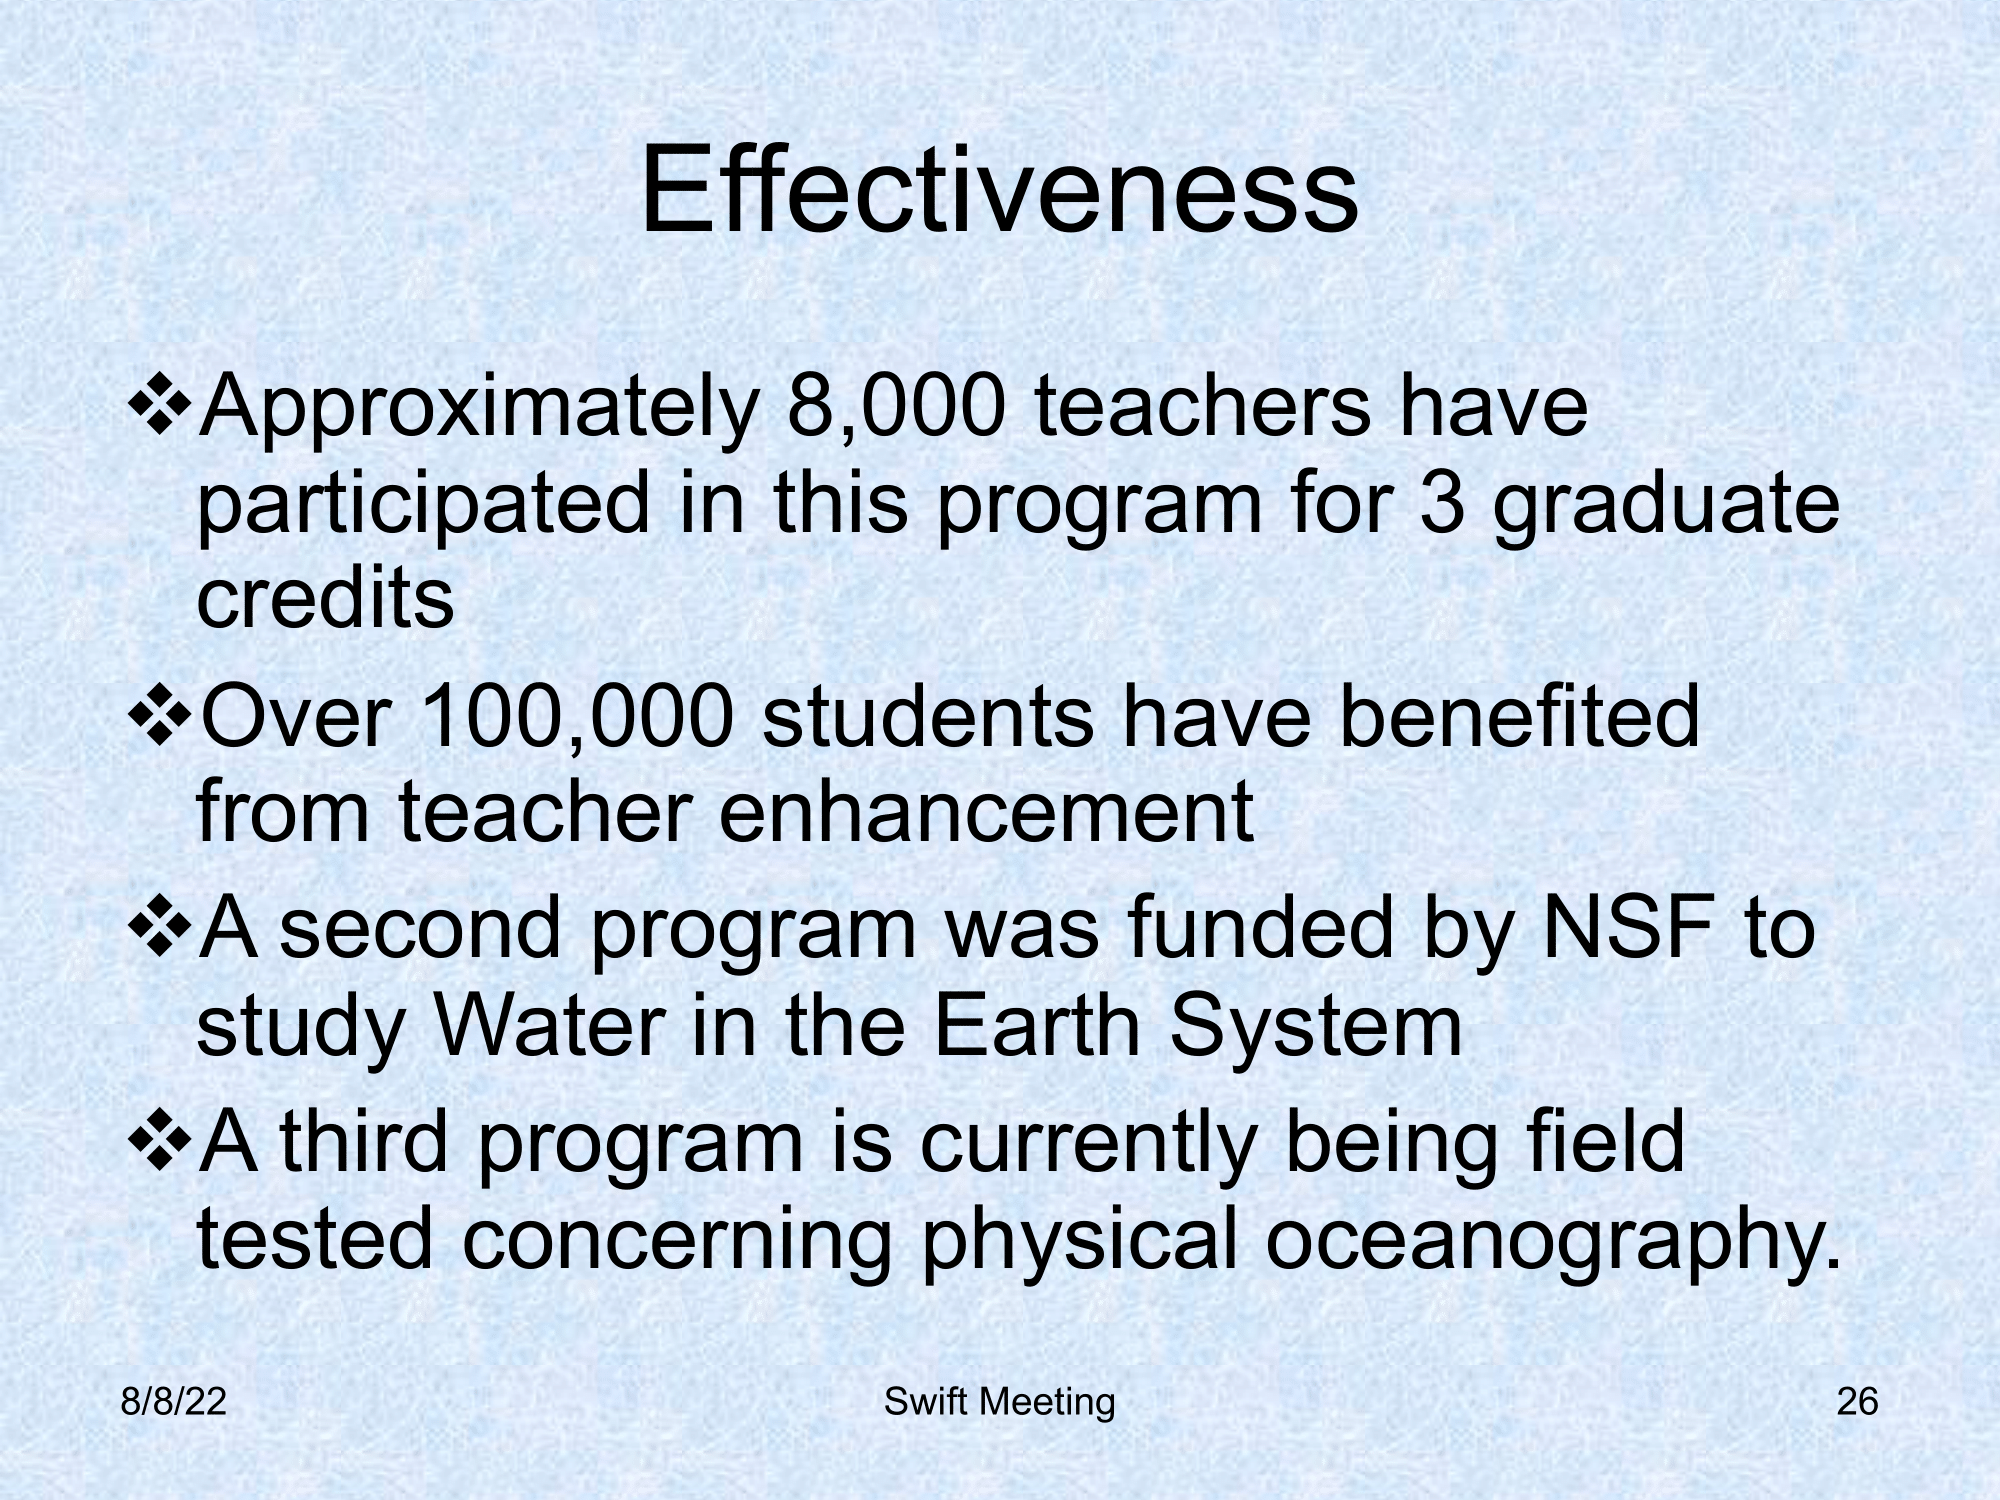 Effectiveness
❖Approximately 8,000 teachers have
participated in this program for 3 graduate
credits
❖Over 100,000 students have benefited
from teacher enhancement
❖A second program was funded by NSF to
study Water in the Earth System
❖A third program is currently being field
tested concerning physical oceanography.
8/8/22 Swift Meeting 26